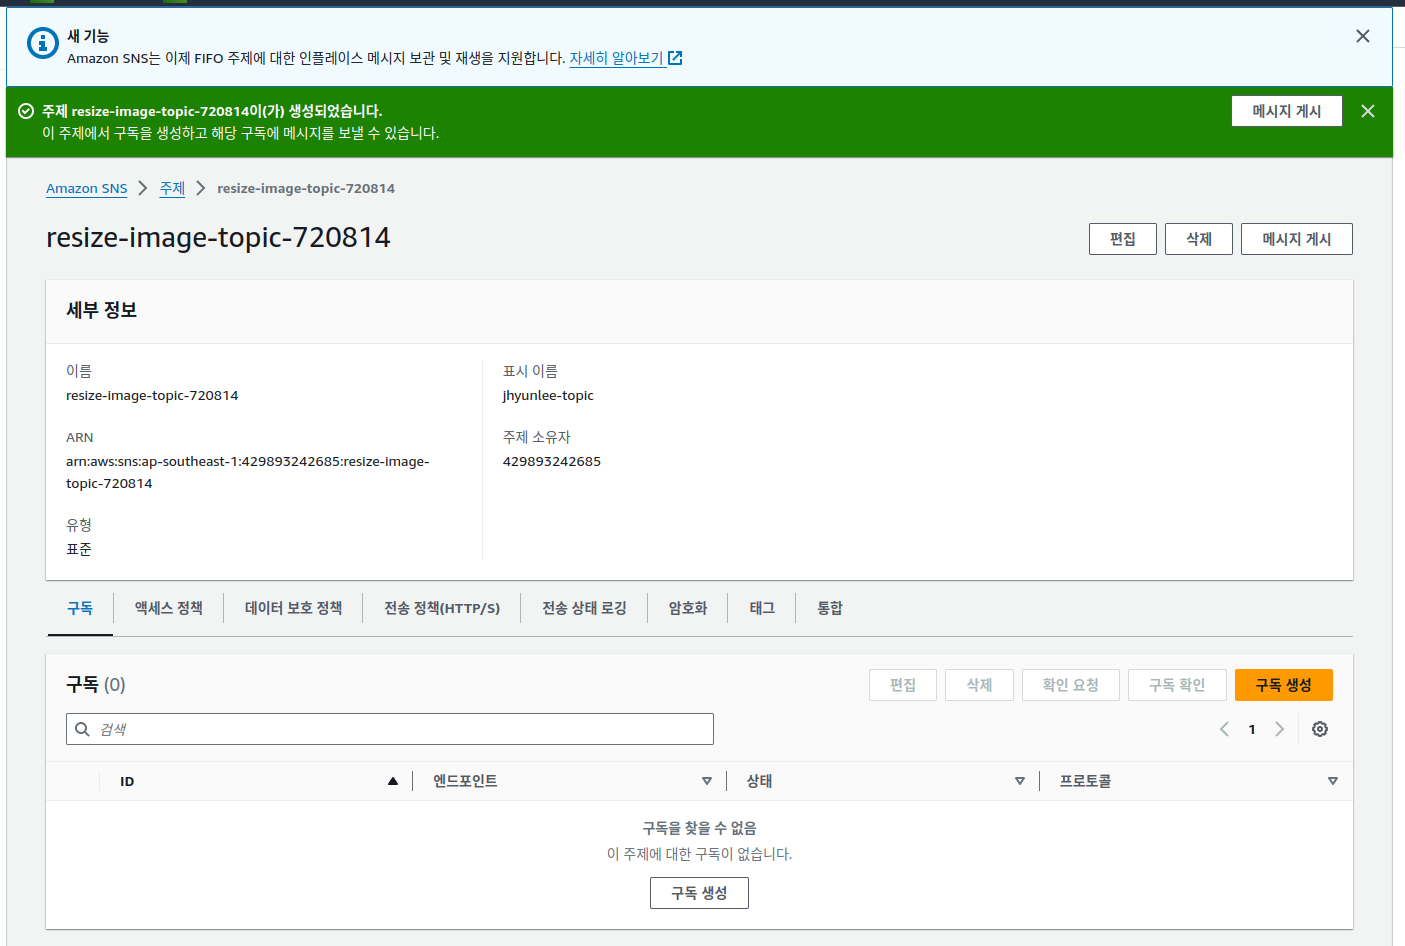 새 기능
Amazon SNS는 이제 FIFO 주제에 대한 인플레이스 메시지 보관 및 재생을 지원합니다. 자세히 알아보기
주제 resize-image-topic-720814이(가) 생성되었습니다.
이 주제에서 구독을 생성하고 해당 구독에 메시지를 보낼 수 있습니다.
메시지 게시
Amazon SNS > 주제 > resize-image-topic-720814
resize-image-topic-720814
편집 삭제 메시지 게시
세부 정보
이름
resize-image-topic-720814
ARN
arn:aws:sns:ap-southeast-1:429893242685:resize-image-
topic-720814
유형
표준
표시 이름
jhyunlee-topic
주제 소유자
429893242685
구독 액세스 정책 데이터 보호 정책 전송 정책(HTTP/S) 전송 상태 로깅 암호화 태그 통합
구독 (0)
편집 삭제 확인 요청 구독 확인 구독 생성
검색
1
ID 엔드포인트 상태 프로토콜
구독을 찾을 수 없음
이 주제에 대한 구독이 없습니다.
구독 생성